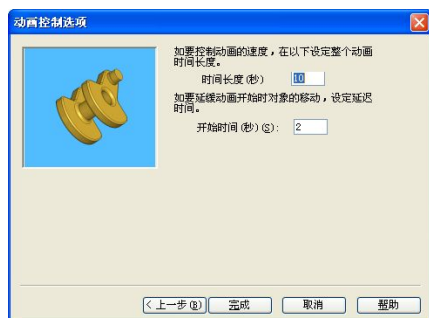 动画控制选项
如要控制动画的速度，在以下设定整个动画
时间长度。
时间长度(秒) 10
如要延缓动画开始时对象的移动，设定延迟
时间。
开始时间(秒)(S): 2
< 上一步(B) 完成 取消 帮助